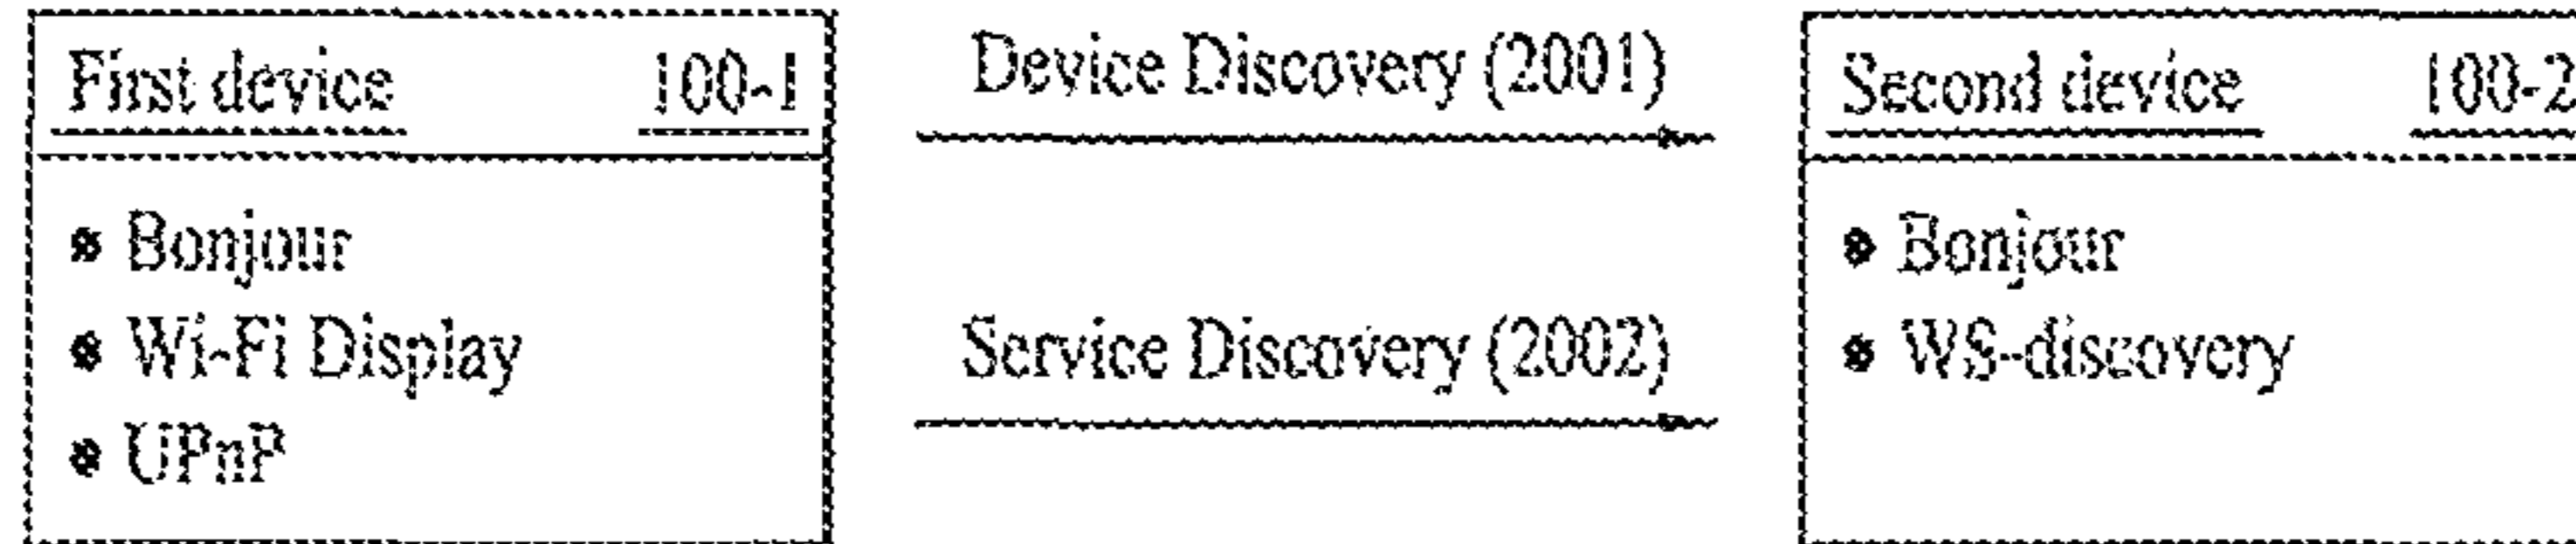 First device 100-1
Bonjour
Wi-Fi Display
UPnP
Device Discovery (2001)
Service Discovery (2002)
Second device 100-2
Bonjour
WS-discovery